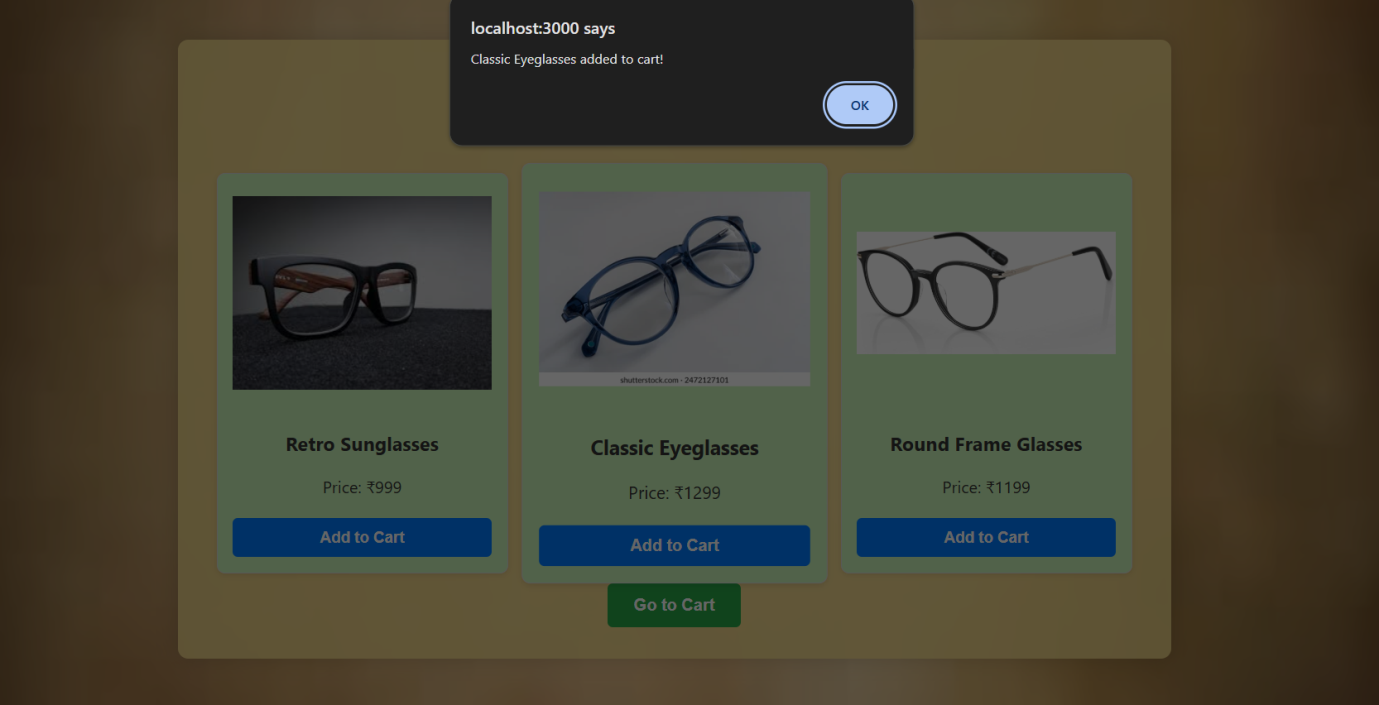 localhost:3000 says
Classic Eyeglasses added to cart!
OK
shutterstock.com · 2472127101
Retro Sunglasses
Price: ₹999
Add to Cart
Classic Eyeglasses
Price: ₹1299
Add to Cart
Round Frame Glasses
Price: ₹1199
Add to Cart
Go to Cart